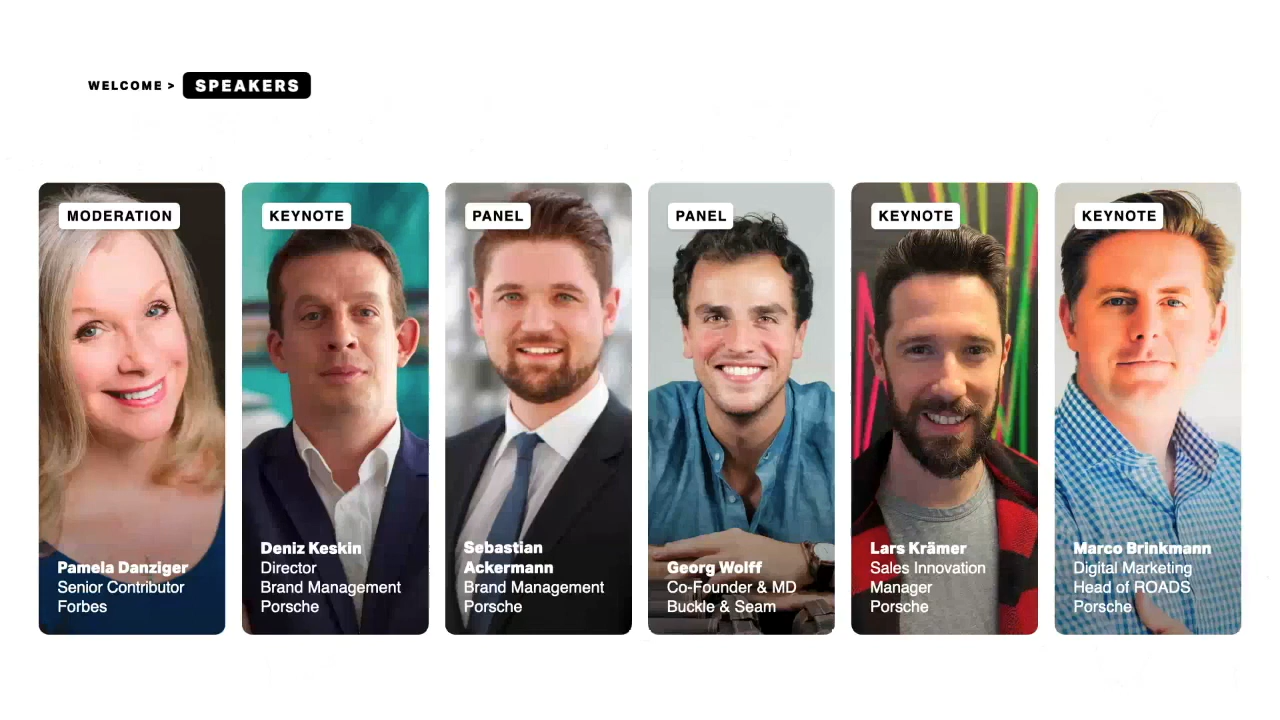 WELCOME > SPEAKERS
MODERATION
Pamela Danziger
Senior Contributor
Forbes
KEYNOTE
Deniz Keskin
Director
Brand Management
Porsche
PANEL
Sebastian
Ackermann
Brand Management
Porsche
PANEL
Georg Wolff
Co-Founder & MD
Buckle & Seam
KEYNOTE
Lars Krämer
Sales Innovation
Manager
Porsche
KEYNOTE
Marco Brinkmann
Digital Marketing
Head of ROADS
Porsche